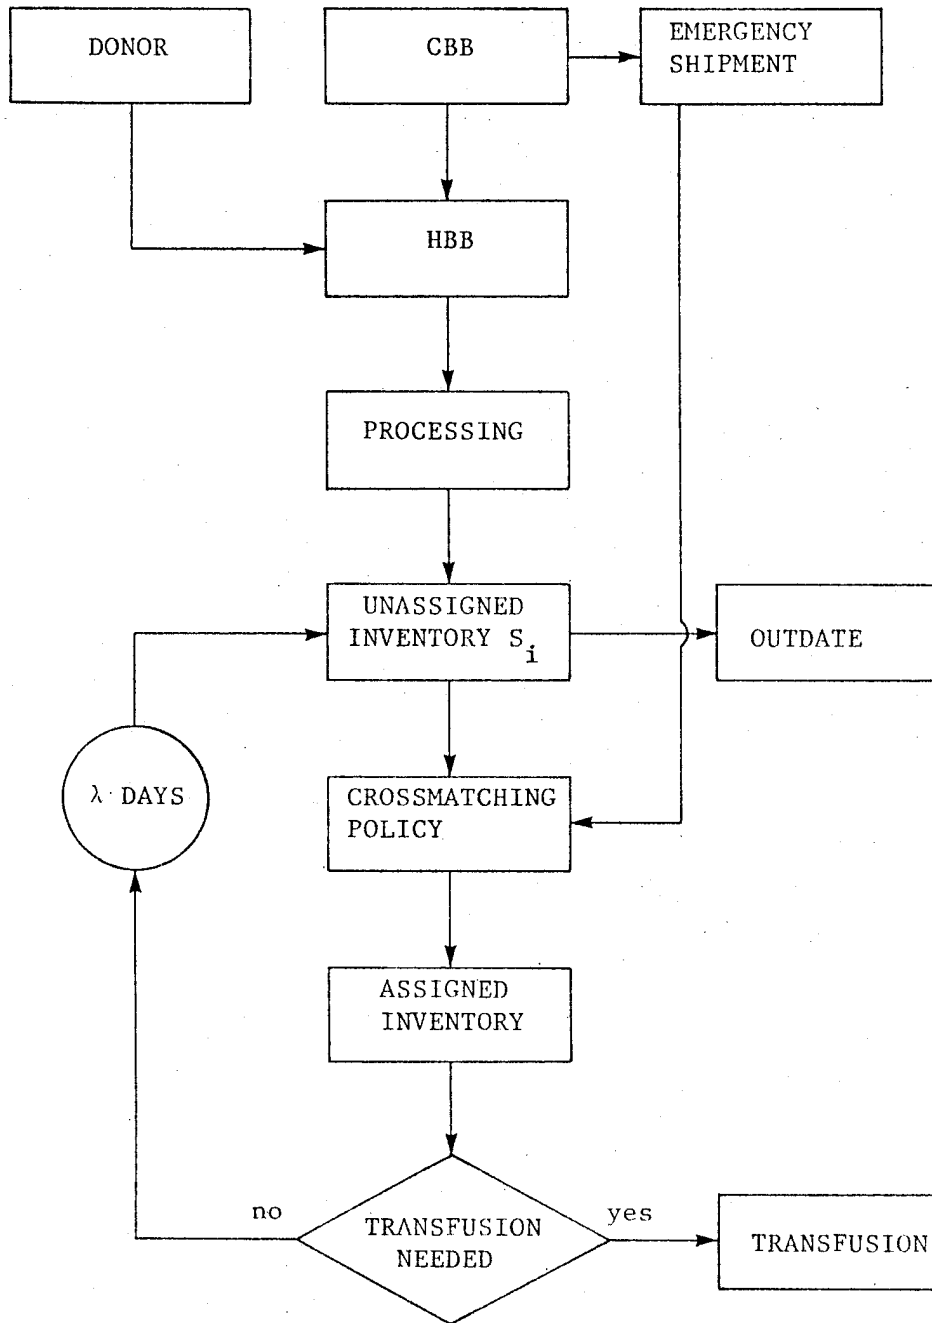 DONOR
CBB
EMERGENCY
SHIPMENT
HBB
PROCESSING
UNASSIGNED
INVENTORY S_i
OUTDATE
λ DAYS
CROSSMATCHING
POLICY
ASSIGNED
INVENTORY
no
yes
TRANSFUSION
NEEDED
TRANSFUSION